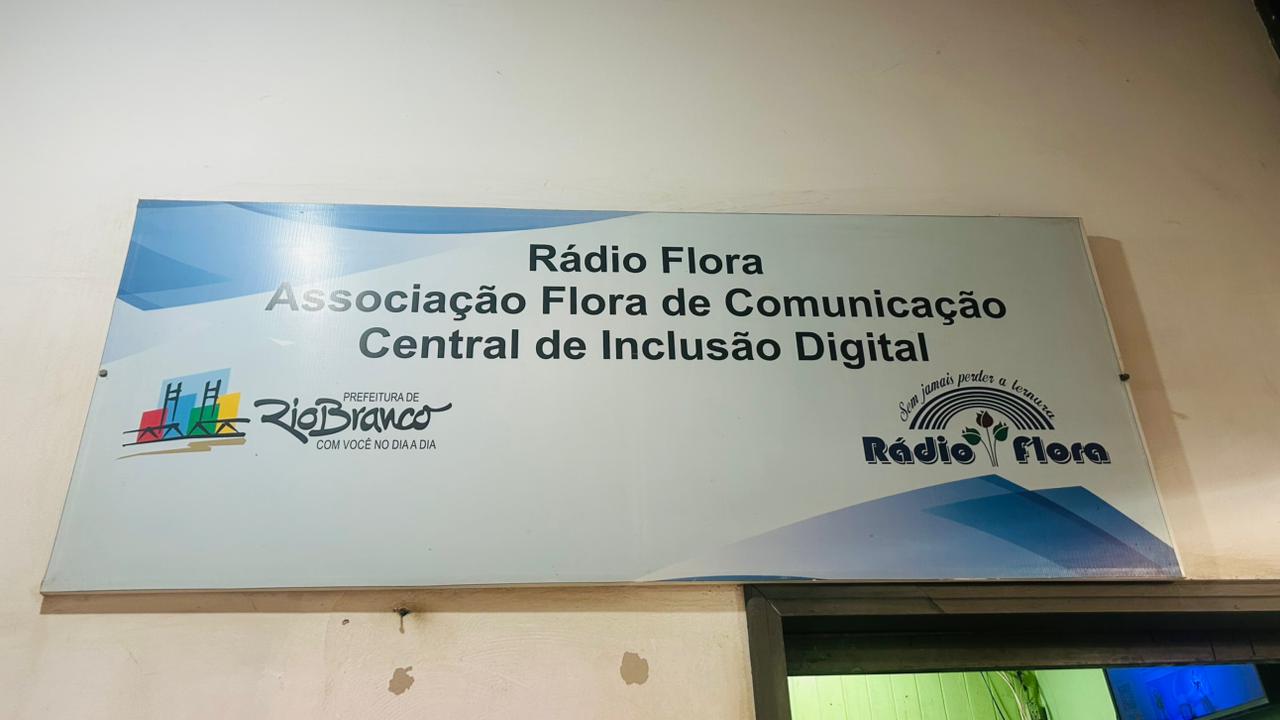 Rádio Flora
Associação Flora de Comunicação
Central de Inclusão Digital
PREFEITURA DE
RioBranco
COM VOCÊ NO DIA A DIA
Sem jamais perder a ternura
Rádio Flora